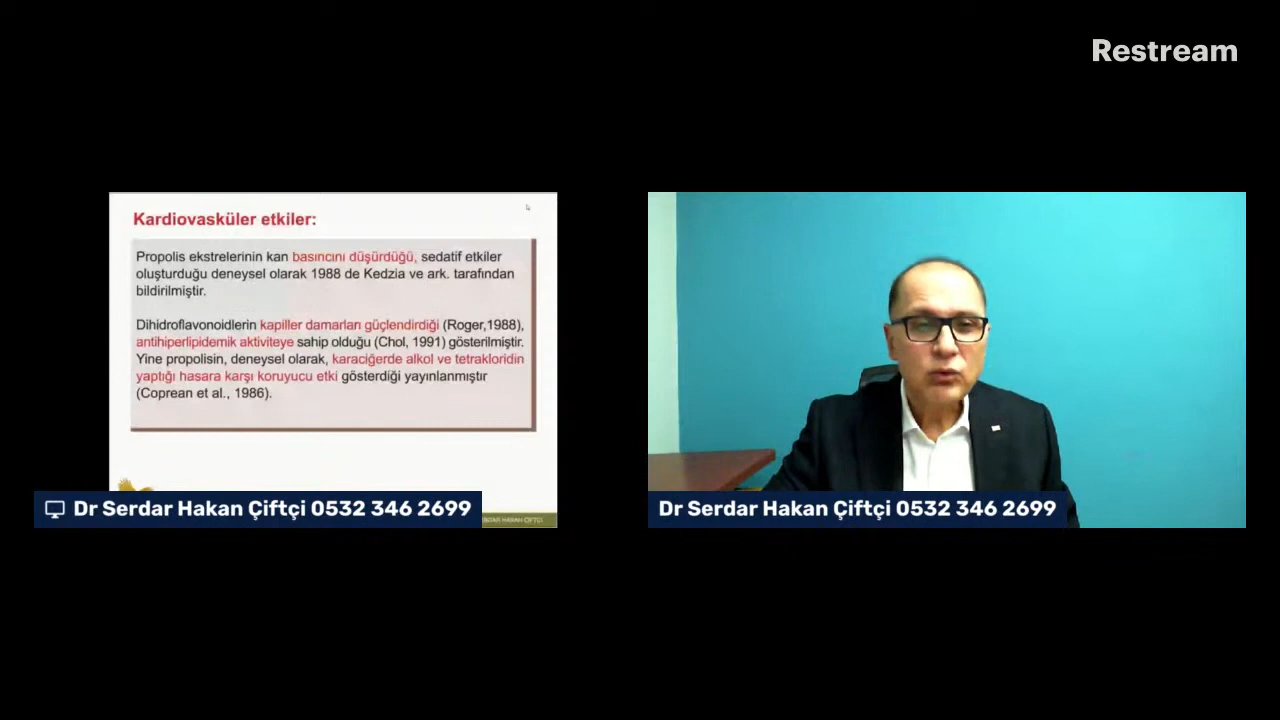 Restream
Kardiovasküler etkiler:
Propolis ekstrelerinin kan basıncını düşürdüğü, sedatif etkiler
oluşturduğu deneysel olarak 1988 de Kedzia ve ark. tarafından
bildirilmiştir.
Dihidroflavonoidlerin kapiller damarları güçlendirdiği (Roger,1988),
antihiperlipidemik aktiviteye sahip olduğu (Chol, 1991) gösterilmiştir.
Yine propolisin, deneysel olarak, karaciğerde alkol ve tetrakloridin
yaptığı hasara karşı koruyucu etki gösterdiği yayınlanmıştır
(Coprean et al., 1986).
Dr Serdar Hakan Çiftçi 0532 346 2699
HAKAN ÇİFTÇİ
Dr Serdar Hakan Çiftçi 0532 346 2699